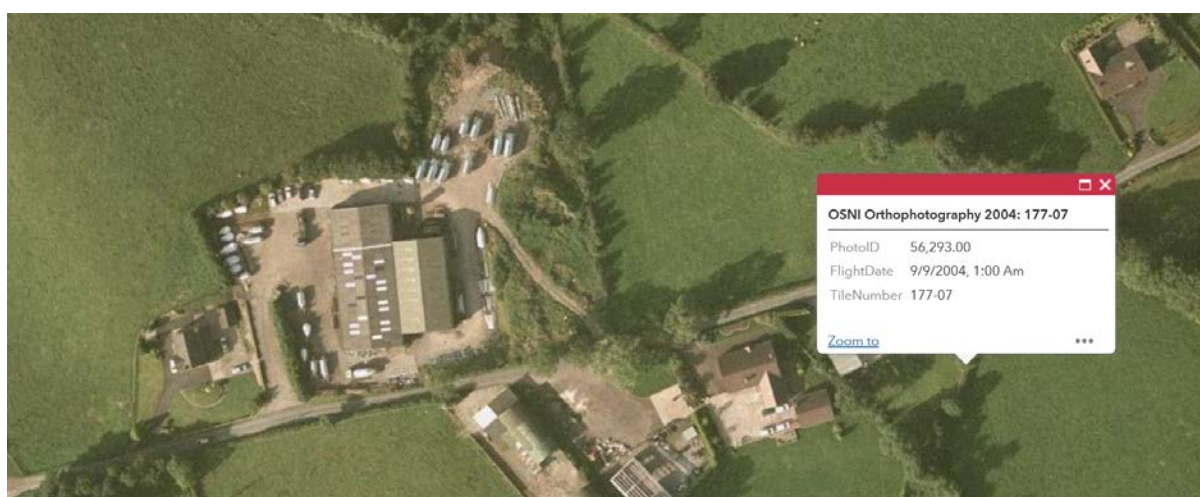 OSNI Orthophotography 2004: 177-07
PhotoID 56,293.00
FlightDate 9/9/2004, 1:00 Am
TileNumber 177-07
Zoom to